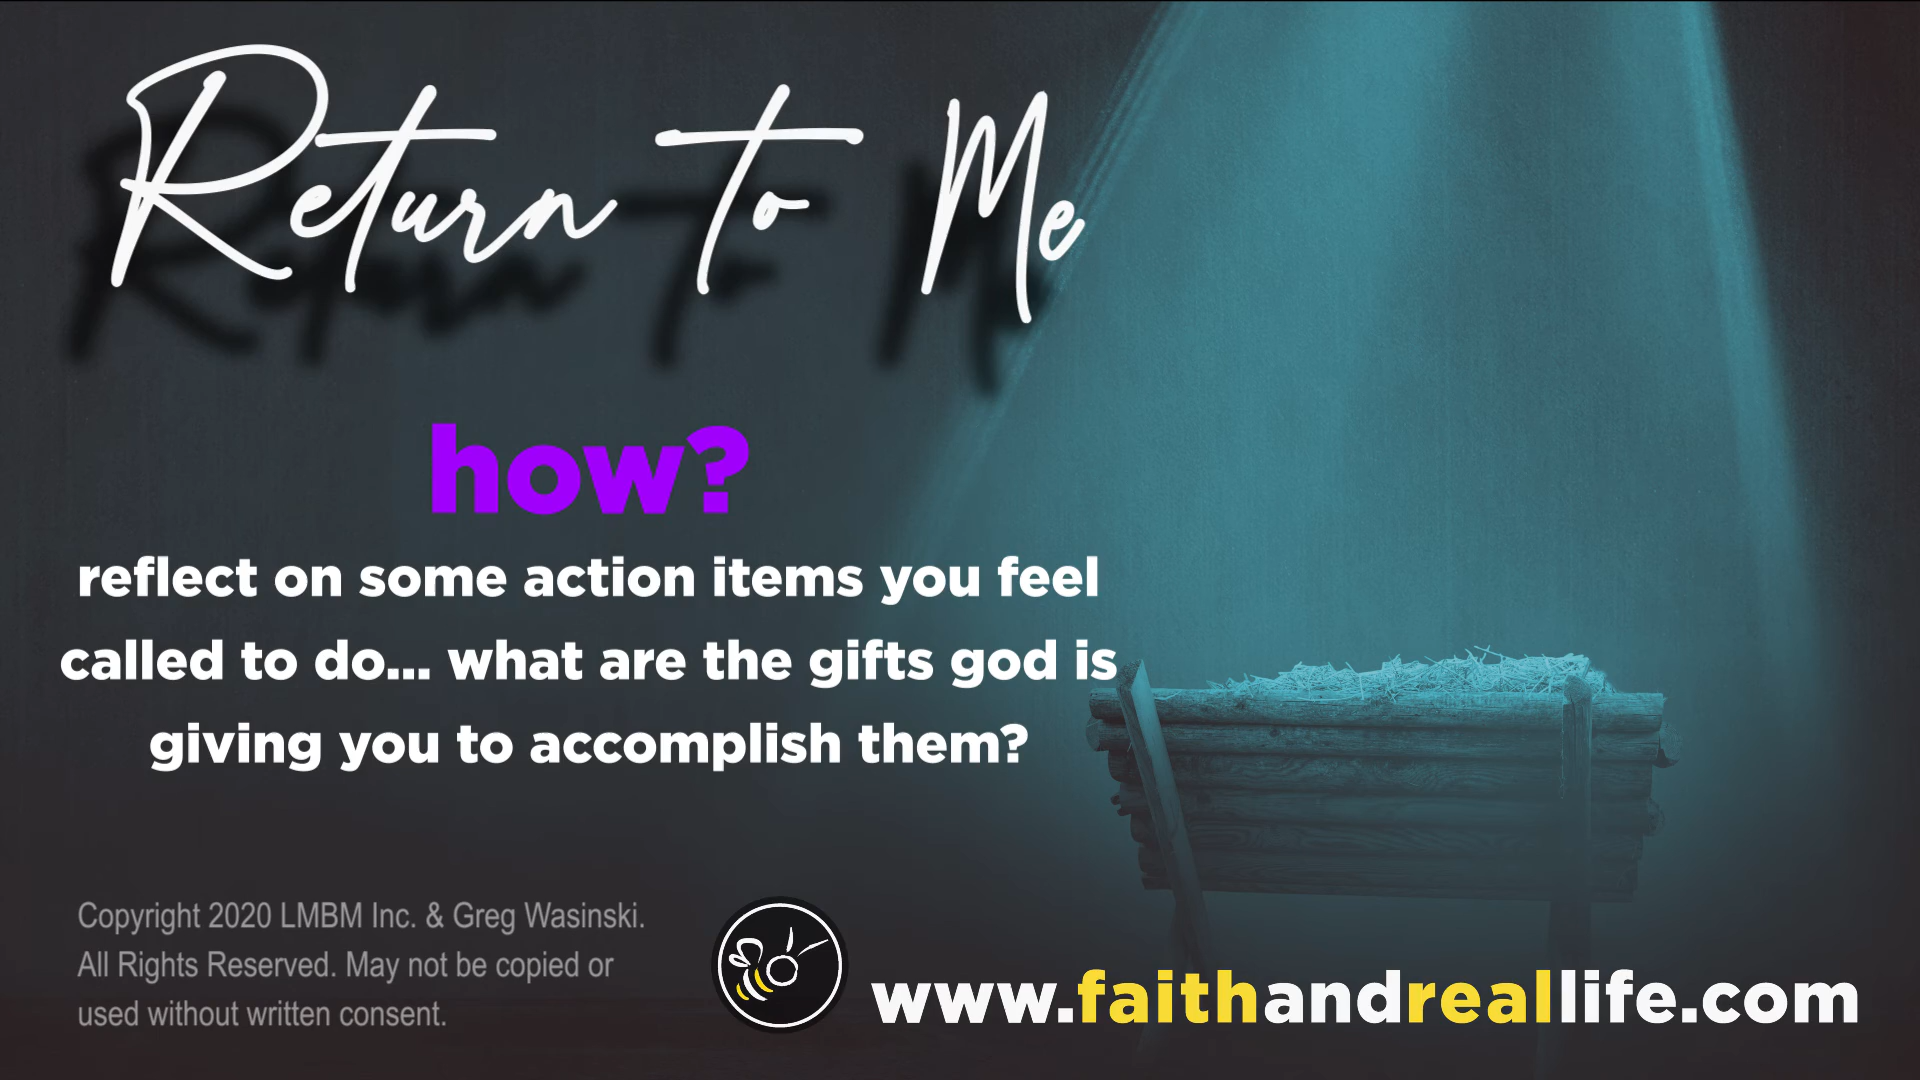 Return to Me
how?
reflect on some action items you feel
called to do... what are the gifts god is
giving you to accomplish them?
Copyright 2020 LMBM Inc. & Greg Wasinski.
All Rights Reserved. May not be copied or
used without written consent.
www.faithandreallife.com